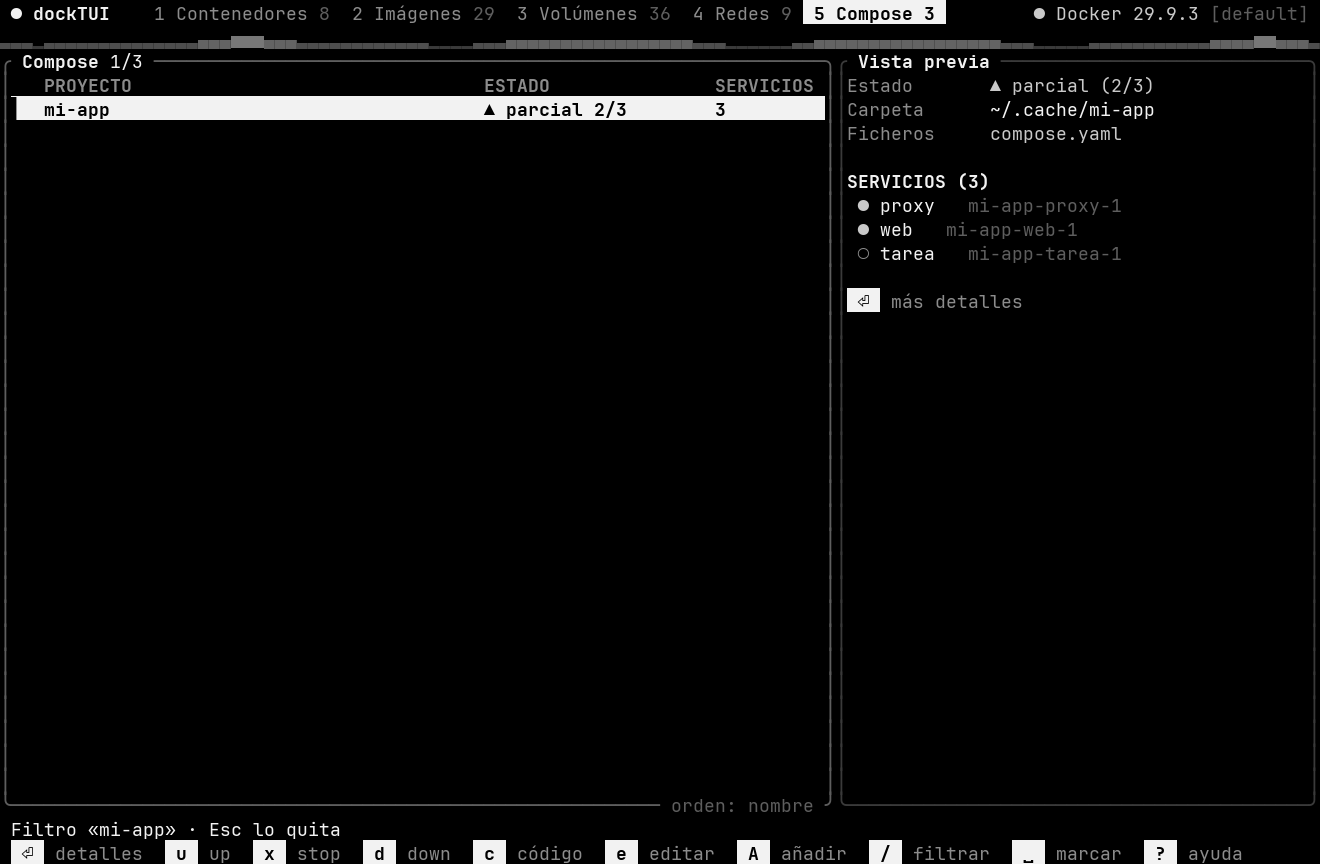 ● dockTUI 1 Contenedores 8 2 Imágenes 29 3 Volúmenes 36 4 Redes 9 5 Compose 3 ● Docker 29.9.3 [default]
Compose 1/3 Vista previa
PROYECTO ESTADO SERVICIOS Estado ▲ parcial (2/3)
mi-app ▲ parcial 2/3 3 Carpeta ~/.cache/mi-app
Ficheros compose.yaml
SERVICIOS (3)
● proxy mi-app-proxy-1
● web mi-app-web-1
○ tarea mi-app-tarea-1
⏎ más detalles
orden: nombre
Filtro «mi-app» · Esc lo quita
⏎ detalles u up x stop d down c código e editar A añadir / filtrar ␣ marcar ? ayuda